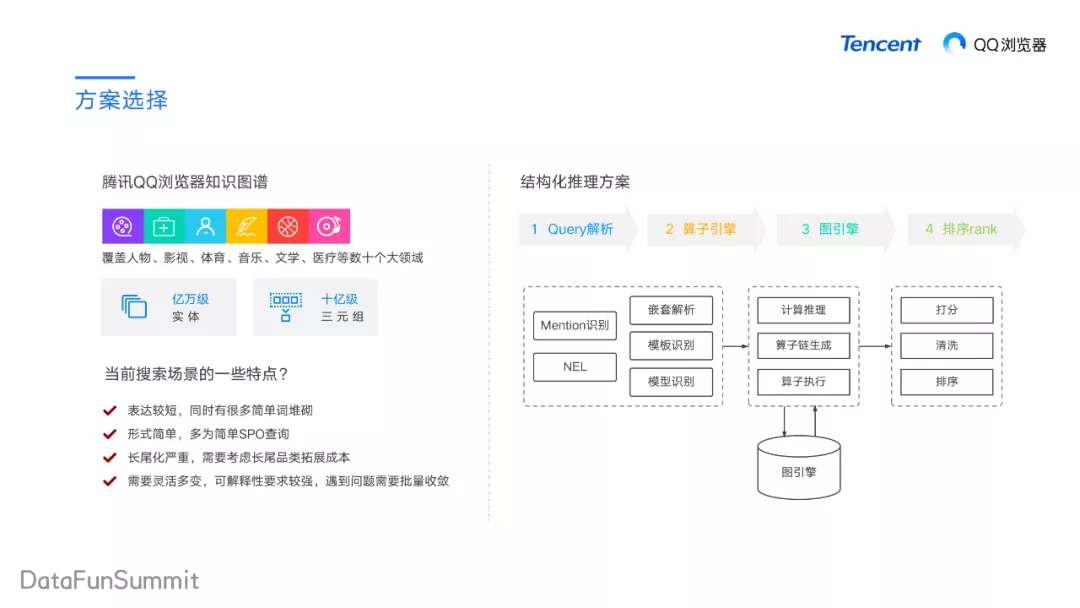 Tencent QQ浏览器
方案选择
腾讯QQ浏览器知识图谱
覆盖人物、影视、体育、音乐、文学、医疗等数十个大领域
亿万级
实体
十亿级
三元组
当前搜索场景的一些特点？
表达较短，同时有很多简单词堆砌
形式简单，多为简单SPO查询
长尾化严重，需要考虑长尾品类拓展成本
需要灵活多变，可解释性要求较强，遇到问题需要批量收敛
结构化推理方案
1 Query解析
2 算子引擎
3 图引擎
4 排序rank
Mention识别
NEL
嵌套解析
模板识别
模型识别
计算推理
算子链生成
算子执行
打分
清洗
排序
图引擎
DataFunSummit